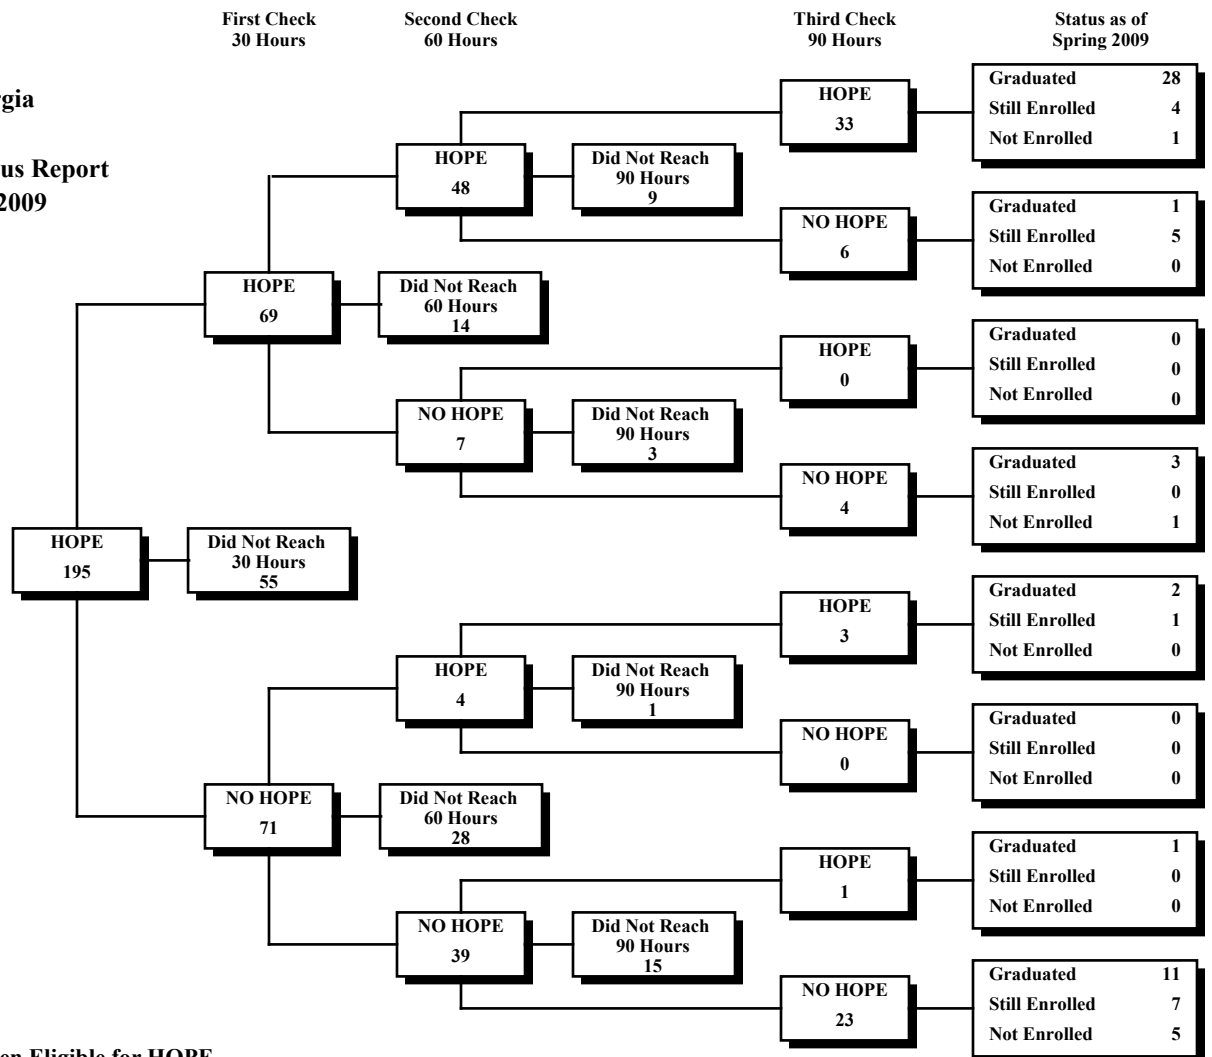 First Check
30 Hours
Second Check
60 Hours
Third Check
90 Hours
Status as of
Spring 2009
rgia
us Report
2009
HOPE
195
Did Not Reach
30 Hours
55
HOPE
69
Did Not Reach
60 Hours
14
NO HOPE
71
Did Not Reach
60 Hours
28
HOPE
48
Did Not Reach
90 Hours
9
NO HOPE
7
Did Not Reach
90 Hours
3
HOPE
4
Did Not Reach
90 Hours
1
NO HOPE
39
Did Not Reach
90 Hours
15
HOPE
33
Graduated 28
Still Enrolled 4
Not Enrolled 1
NO HOPE
6
Graduated 1
Still Enrolled 5
Not Enrolled 0
HOPE
0
Graduated 0
Still Enrolled 0
Not Enrolled 0
NO HOPE
4
Graduated 3
Still Enrolled 0
Not Enrolled 1
HOPE
3
Graduated 2
Still Enrolled 1
Not Enrolled 0
NO HOPE
0
Graduated 0
Still Enrolled 0
Not Enrolled 0
HOPE
1
Graduated 1
Still Enrolled 0
Not Enrolled 0
NO HOPE
23
Graduated 11
Still Enrolled 7
Not Enrolled 5
en Eligible for HOPE